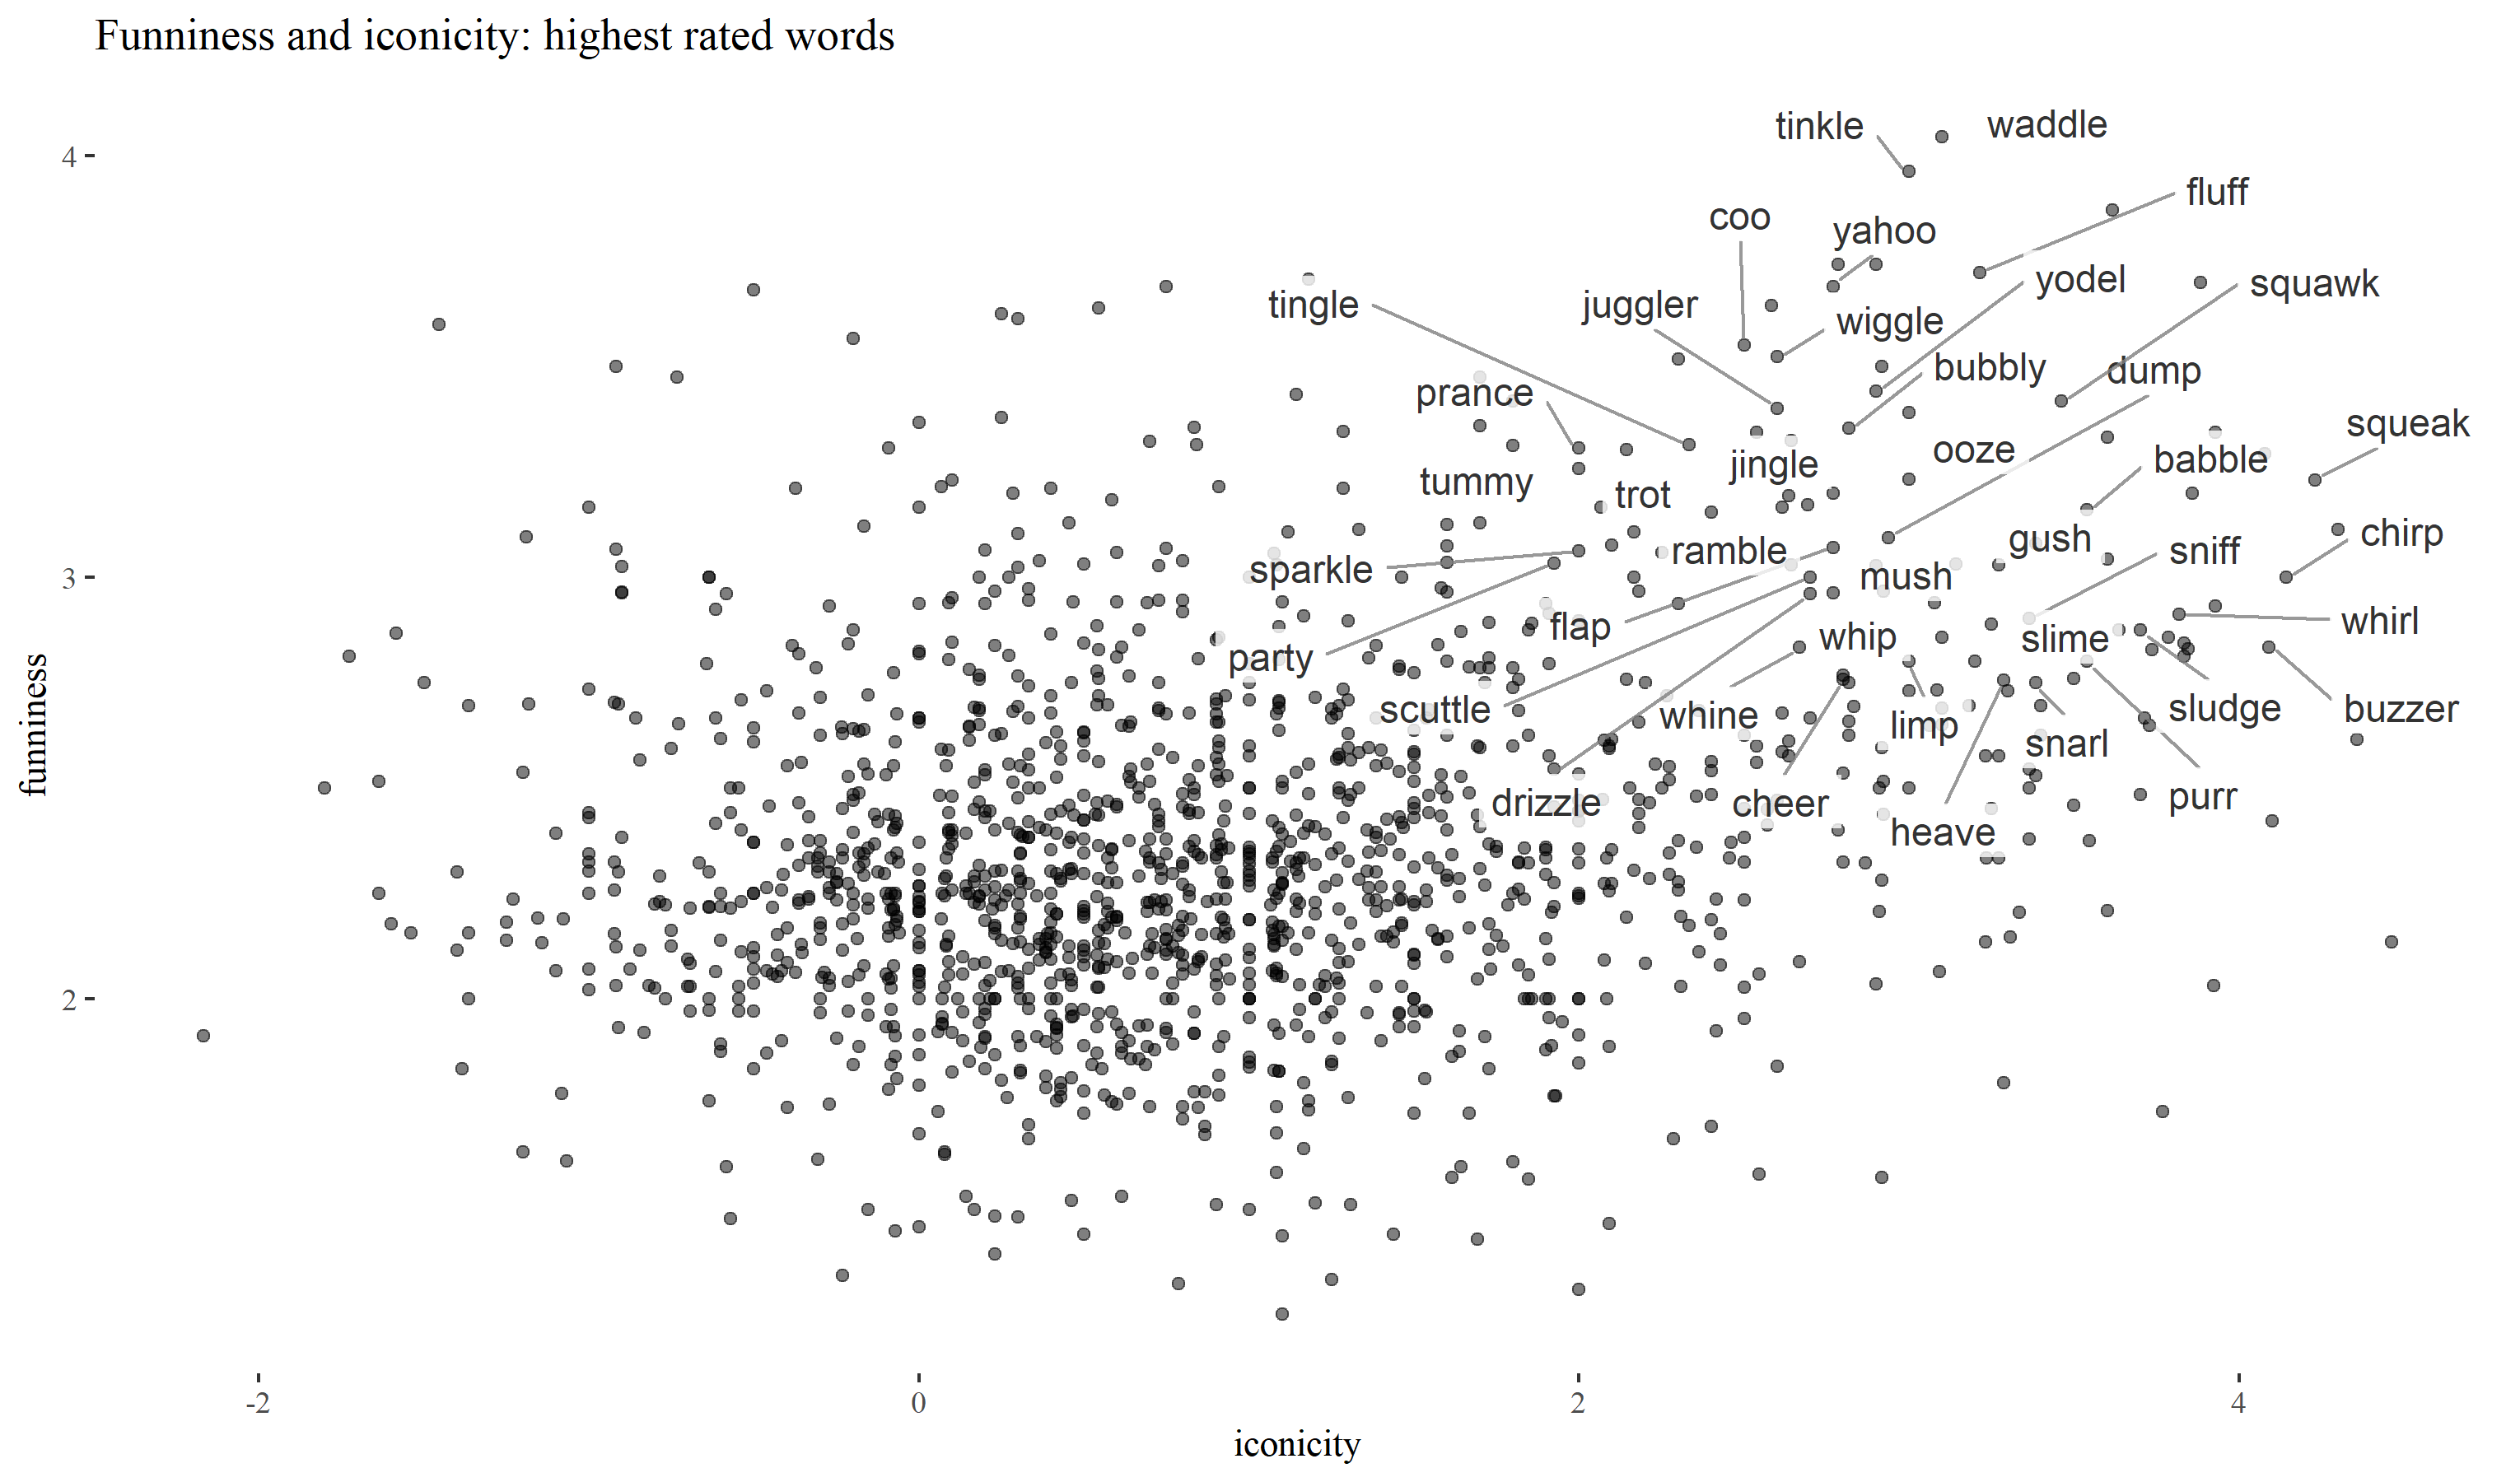 Funniness and iconicity: highest rated words
tinkle
waddle
fluff
coo
yahoo
tingle
juggler
wiggle
yodel
squawk
prance
bubbly
dump
squeak
tummy
trot
jingle
ooze
babble
sparkle
ramble
mush
gush
sniff
chirp
party
flap
whip
slime
whirl
scuttle
whine
limp
snarl
sludge
buzzer
drizzle
cheer
heave
purr
4
3
2
funniness
-2
0
2
4
iconicity